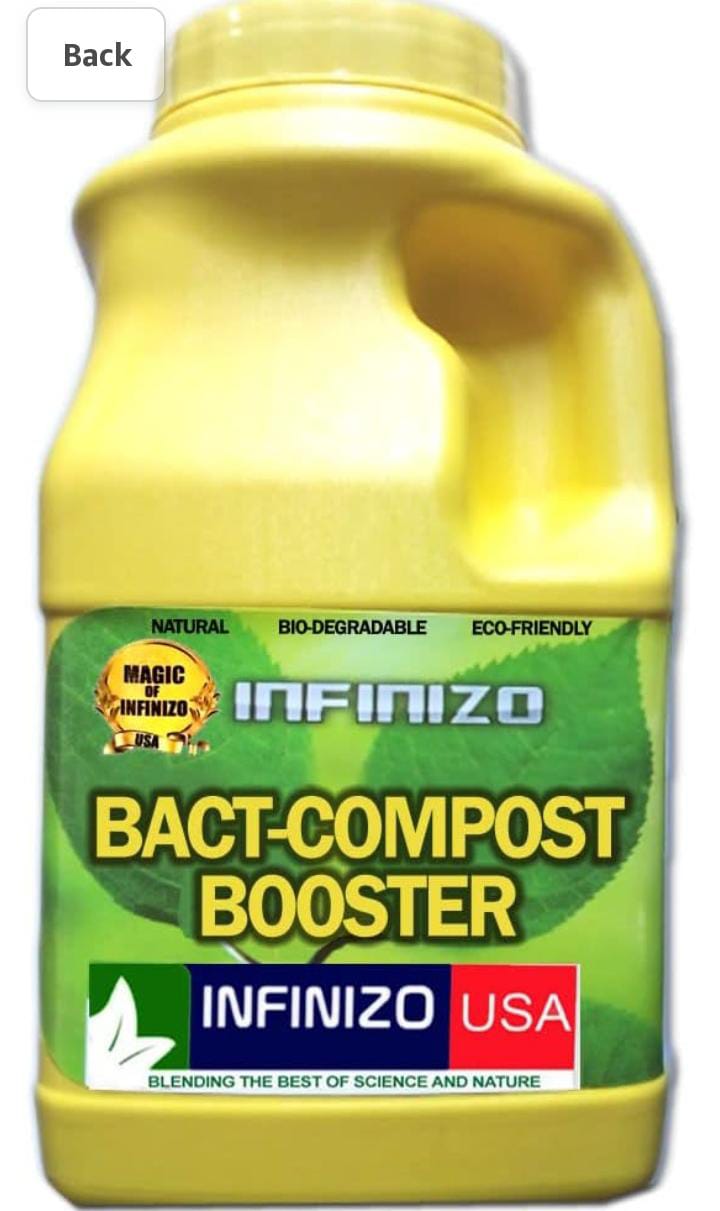 Back
NATURAL BIO-DEGRADABLE ECO-FRIENDLY
MAGIC
OF
INFINIZO
USA
INFINIZO
BACT-COMPOST
BOOSTER
INFINIZO USA
BLENDING THE BEST OF SCIENCE AND NATURE